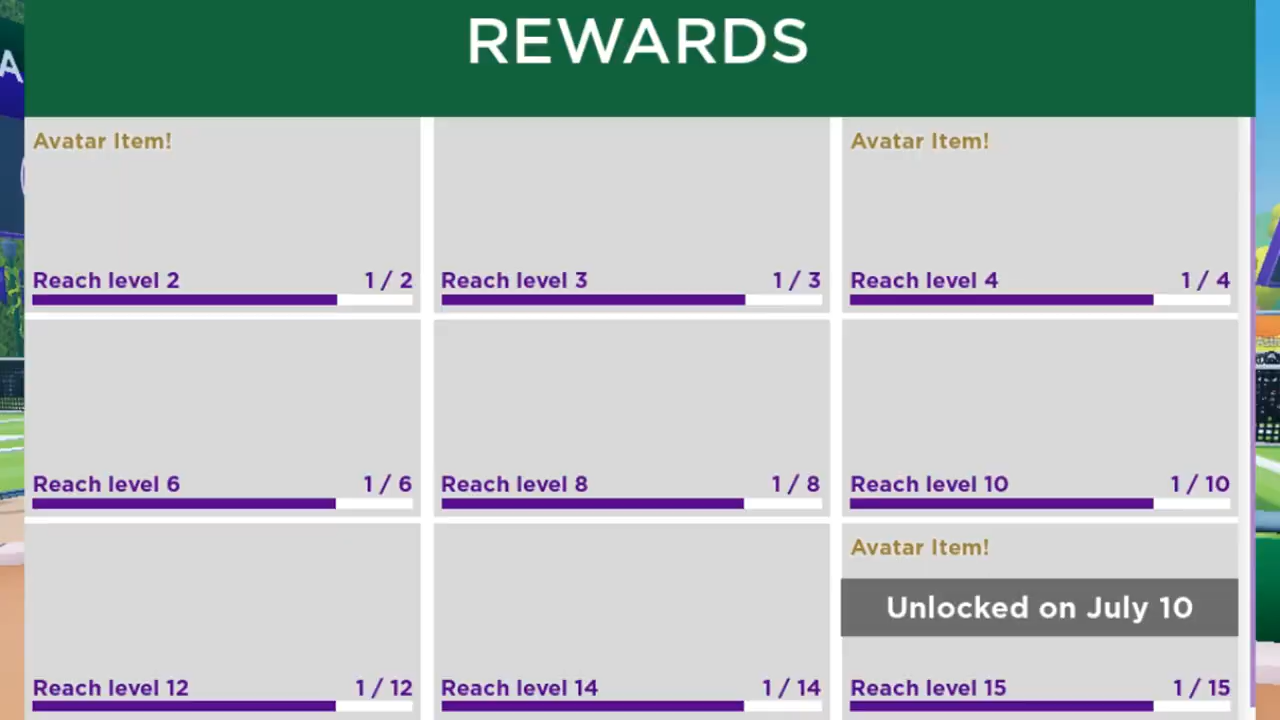 REWARDS
Avatar Item!
Reach level 2 1 / 2
Reach level 3 1 / 3
Avatar Item!
Reach level 4 1 / 4
Reach level 6 1 / 6
Reach level 8 1 / 8
Reach level 10 1 / 10
Reach level 12 1 / 12
Reach level 14 1 / 14
Avatar Item!
Unlocked on July 10
Reach level 15 1 / 15